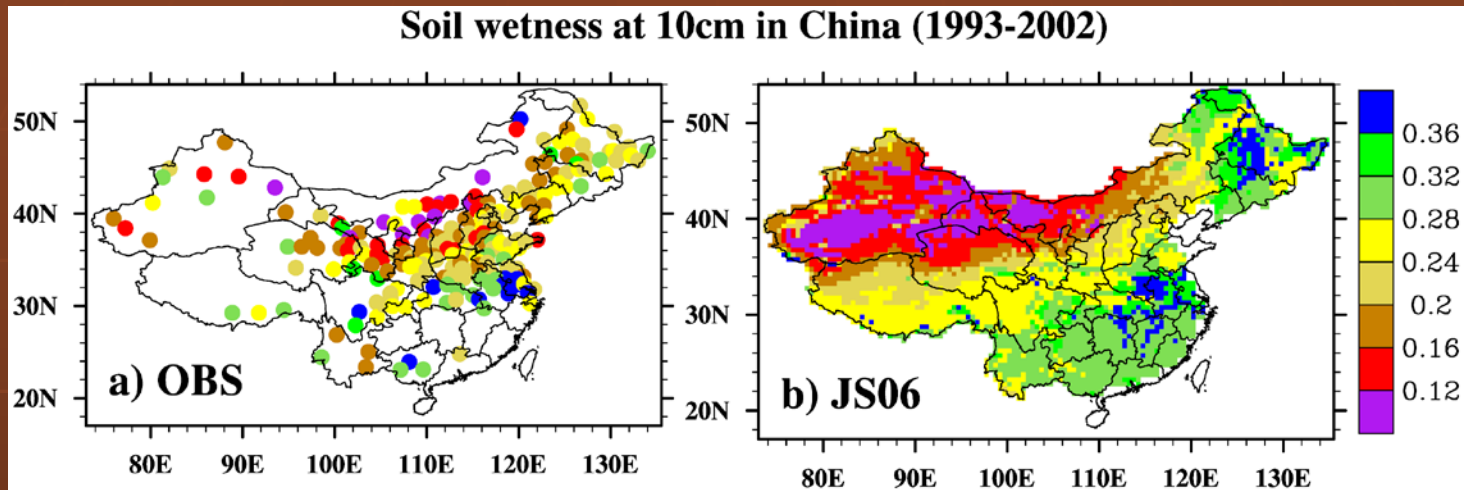 Soil wetness at 10cm in China (1993-2002)
50N
40N
30N
20N
80E 90E 100E 110E 120E 130E
a) OBS
50N
40N
30N
20N
80E 90E 100E 110E 120E 130E
b) JS06
0.36
0.32
0.28
0.24
0.2
0.16
0.12